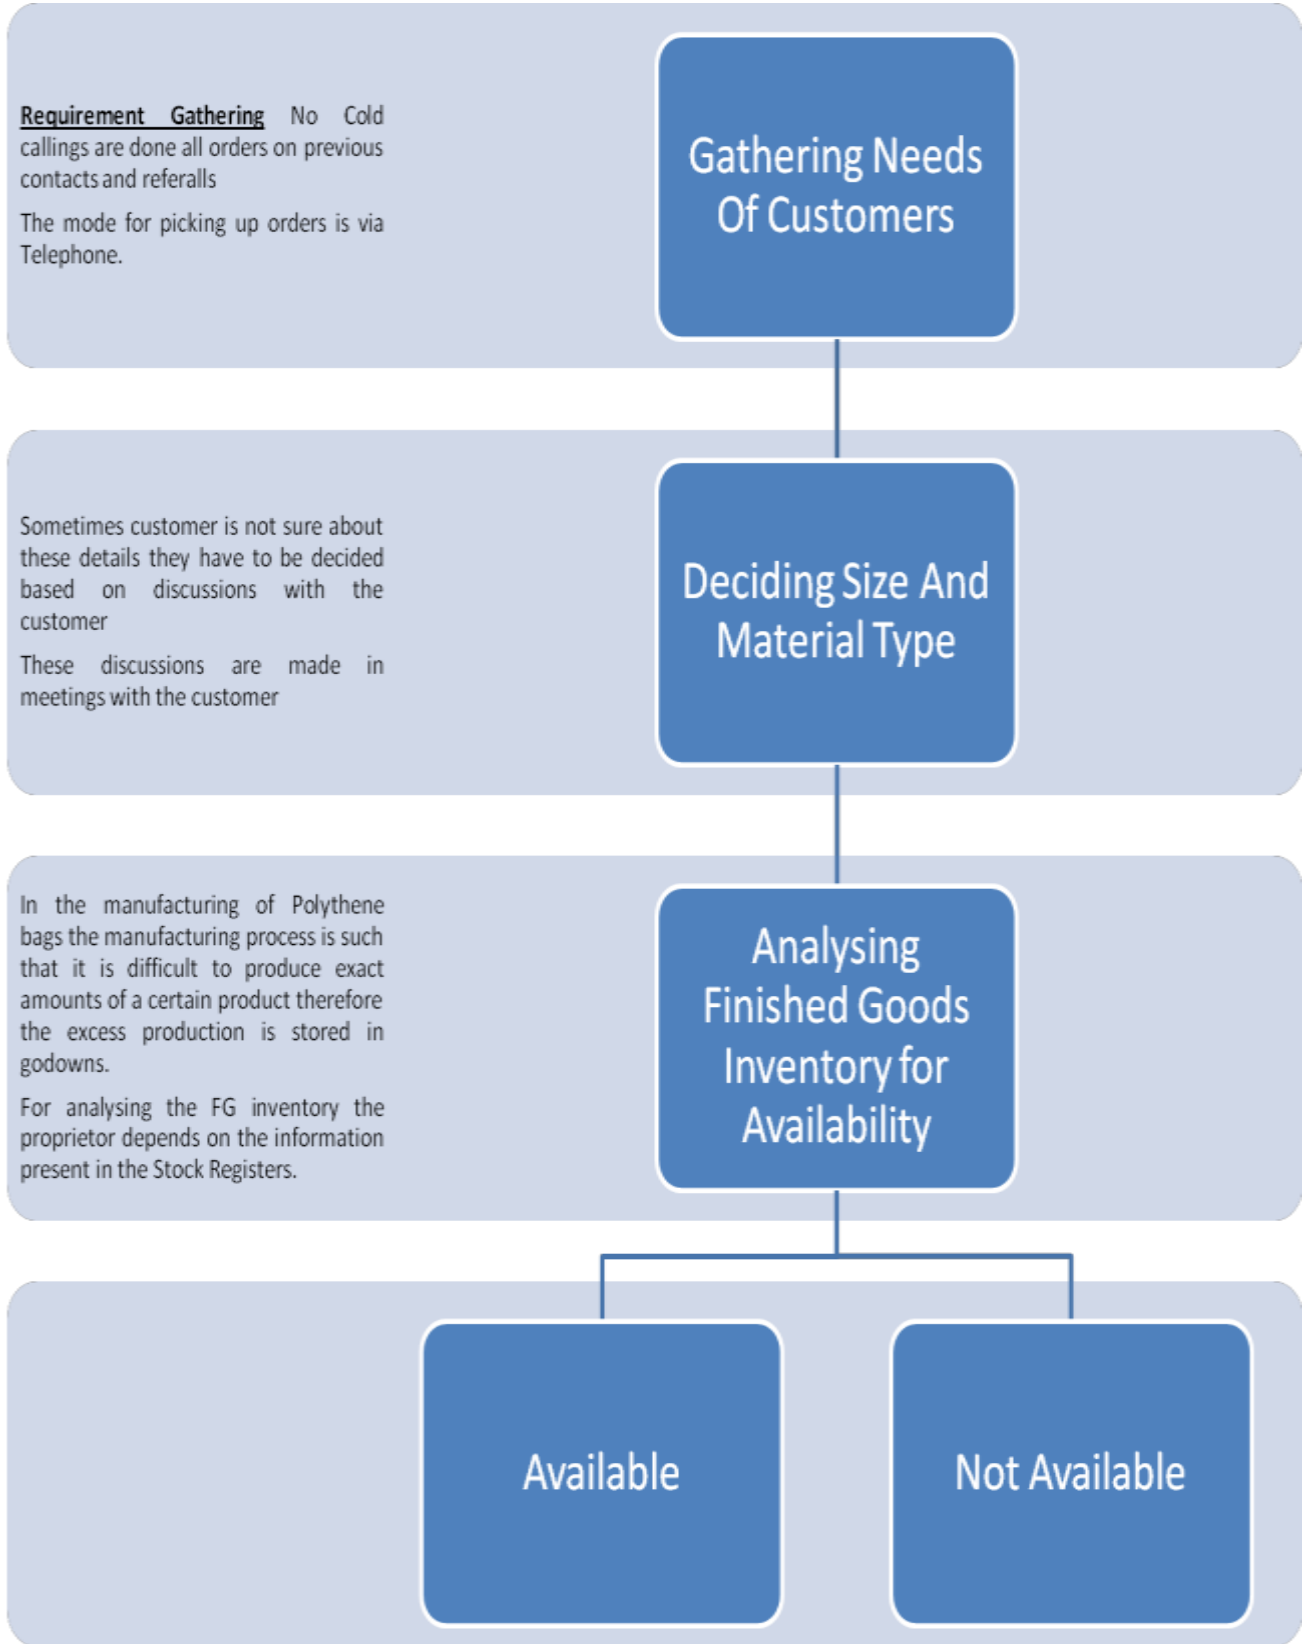 Requirement Gathering No Cold
callings are done all orders on previous
contacts and referalls
The mode for picking up orders is via
Telephone.
Gathering Needs
Of Customers
Sometimes customer is not sure about
these details they have to be decided
based on discussions with the
customer
These discussions are made in
meetings with the customer
Deciding Size And
Material Type
In the manufacturing of Polythene
bags the manufacturing process is such
that it is difficult to produce exact
amounts of a certain product therefore
the excess production is stored in
godowns.
For analysing the FG inventory the
proprietor depends on the information
present in the Stock Registers.
Analysing
Finished Goods
Inventory for
Availability
Available
Not Available